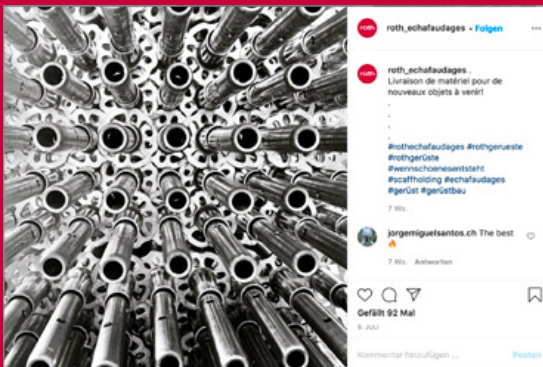 roth
roth_echafaudages • Folgen
roth
roth_echafaudages .
Livraison de matériel pour de
nouveaux objets à venir!
.
.
.
.
#rothechafaudages #rothgerueste
#rothgerüste
#wennschoenesentsteht
#scaffholding #echafaudages
#gerüst #gerüstbau
7 Wo.
jorgemiguelsantos.ch The best
🔥
7 Wo. Antworten
Gefällt 92 Mal
6. JULI
Kommentar hinzufügen ...
Posten